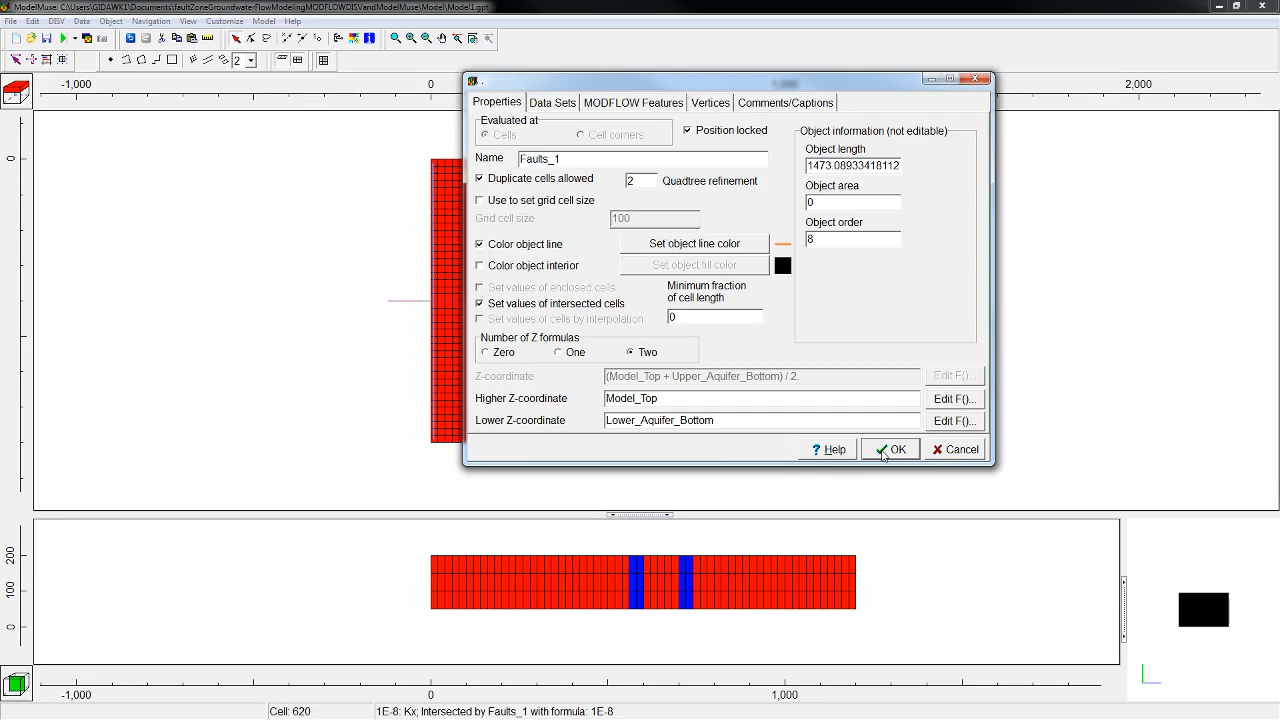 ModelMuse: C:\Users\GIDAWK1\Documents\faultZoneGroundwaterFlowModelingMODFLOWDISVandModelMuse\Model\Model1.gpt
File Edit DISV Data Object Navigation View Customize Model Help
2
-1,000 0 2,000
Properties Data Sets MODFLOW Features Vertices Comments/Captions
Evaluated at
Cells Cell corners
Position locked
Object information (not editable)
Object length
Name Faults_1
1473.08933418112
Duplicate cells allowed 2 Quadtree refinement
Object area
Use to set grid cell size
0
Grid cell size 100
Object order
Color object line Set object line color
8
Color object interior Set object fill color
Set values of enclosed cells
Minimum fraction
of cell length
Set values of intersected cells
Set values of cells by interpolation
0
Number of Z formulas
Zero One Two
Z-coordinate (Model_Top + Upper_Aquifer_Bottom) / 2. Edit F()...
Higher Z-coordinate Model_Top Edit F()...
Lower Z-coordinate Lower_Aquifer_Bottom Edit F()...
? Help OK Cancel
0
200
100
0
-1,000 0 1,000
Cell: 620 1E-8: Kx; Intersected by Faults_1 with formula: 1E-8